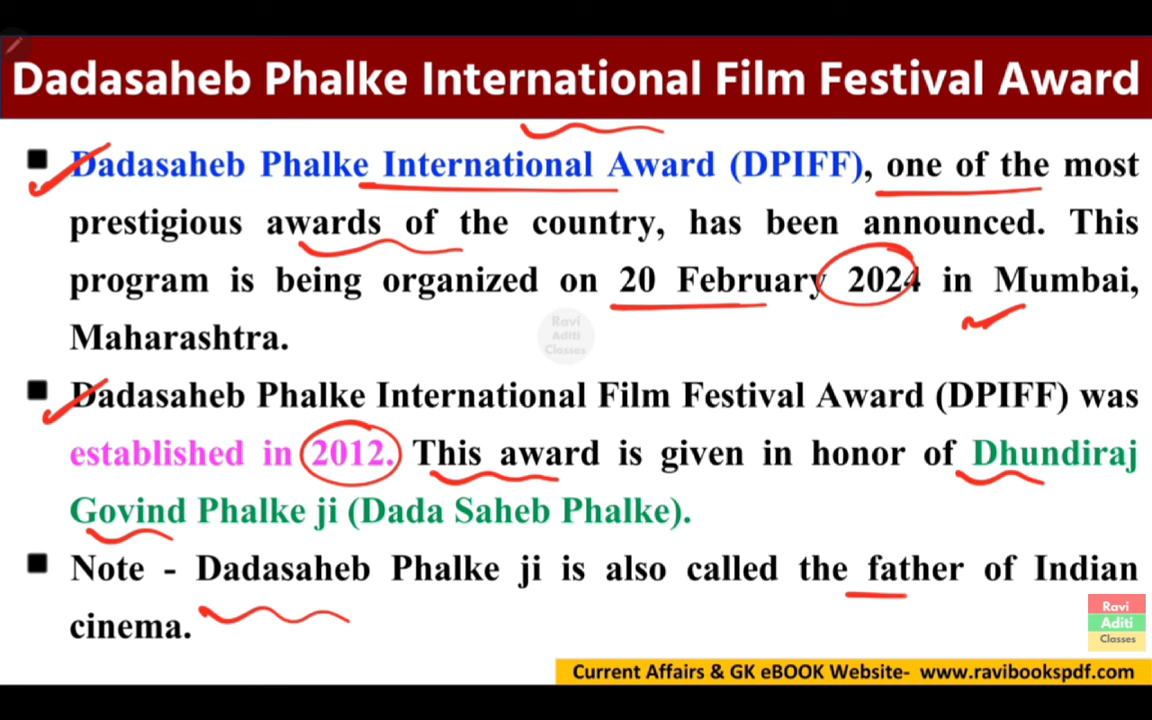 Dadasaheb Phalke International Film Festival Award
■ Dadasaheb Phalke International Award (DPIFF), one of the most
prestigious awards of the country, has been announced. This
program is being organized on 20 February 2024 in Mumbai,
Maharashtra.
Ravi
Aditi
Classes
■ Dadasaheb Phalke International Film Festival Award (DPIFF) was
established in 2012. This award is given in honor of Dhundiraj
Govind Phalke ji (Dada Saheb Phalke).
■ Note - Dadasaheb Phalke ji is also called the father of Indian
cinema.
Ravi
Aditi
Classes
Current Affairs & GK eBOOK Website- www.ravibookspdf.com